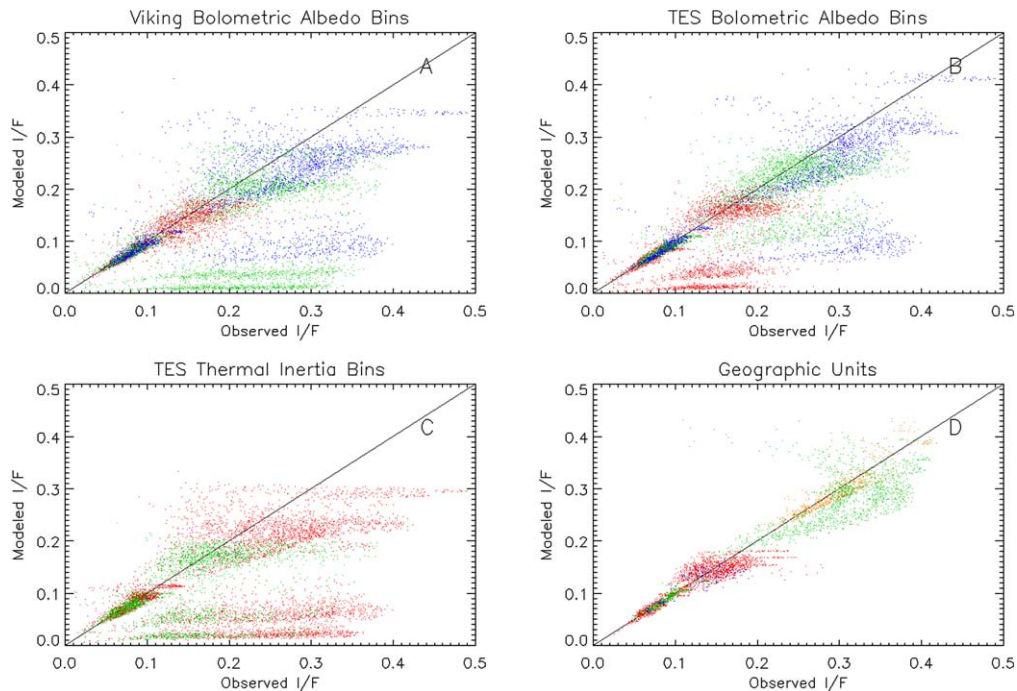 Viking Bolometric Albedo Bins
0.5
0.4
0.3
0.2
0.1
0.0
Modeled I/F
A
0.0 0.1 0.2 0.3 0.4 0.5
Observed I/F
TES Bolometric Albedo Bins
0.5
0.4
0.3
0.2
0.1
0.0
Modeled I/F
B
0.0 0.1 0.2 0.3 0.4 0.5
Observed I/F
TES Thermal Inertia Bins
0.5
0.4
0.3
0.2
0.1
0.0
Modeled I/F
C
0.0 0.1 0.2 0.3 0.4 0.5
Observed I/F
Geographic Units
0.5
0.4
0.3
0.2
0.1
0.0
Modeled I/F
D
0.0 0.1 0.2 0.3 0.4 0.5
Observed I/F